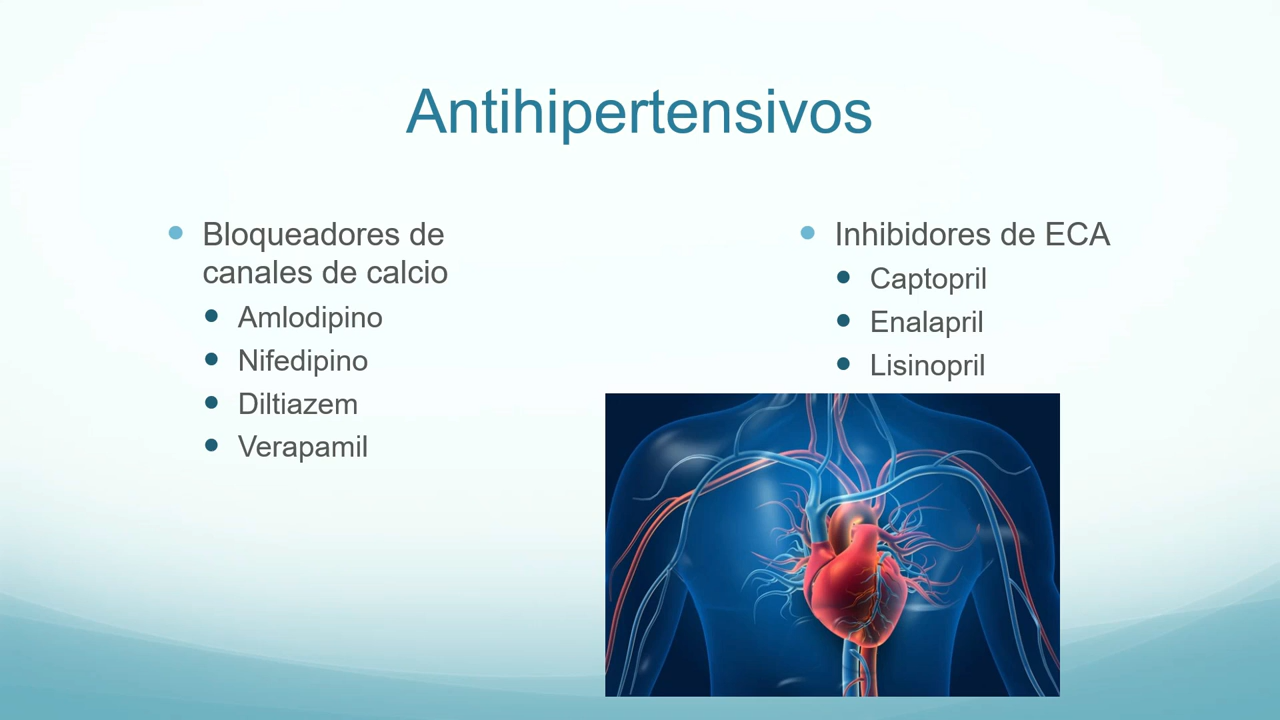 Antihipertensivos
Bloqueadores de
canales de calcio
Amlodipino
Nifedipino
Diltiazem
Verapamil
Inhibidores de ECA
Captopril
Enalapril
Lisinopril